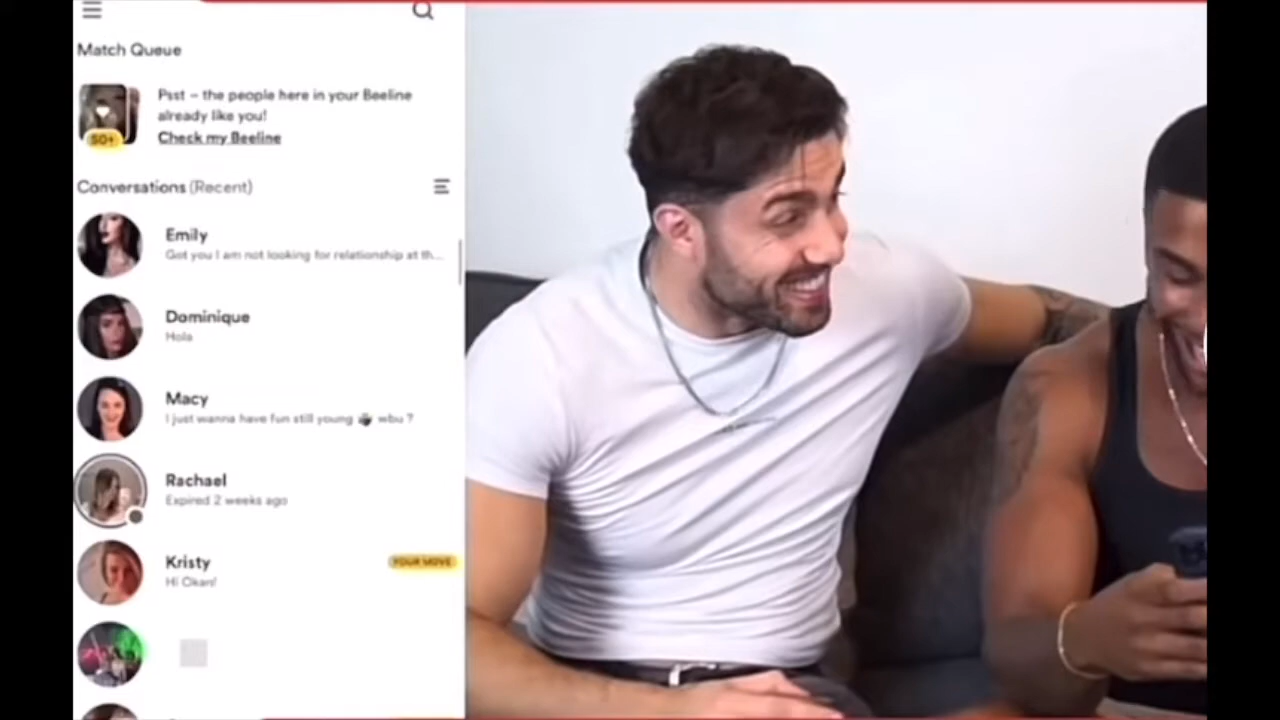 Match Queue
Psst – the people here in your Beeline
already like you!
Check my Beeline
50+
Conversations (Recent)
Emily
Got you I am not looking for relationship at th...
Dominique
Hola
Macy
I just wanna have fun still young wbu ?
Rachael
Expired 2 weeks ago
Kristy
YOUR MOVE
Hi Okan!